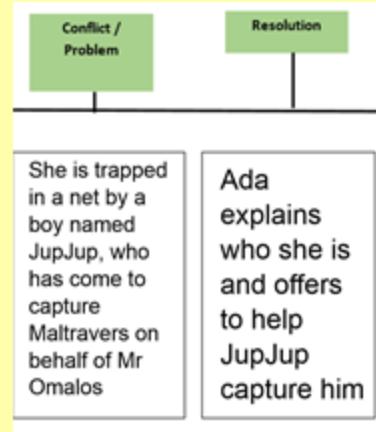 Conflict /
Problem
Resolution
She is trapped
in a net by a
boy named
JupJup, who
has come to
capture
Maltravers on
behalf of Mr
Omalos
Ada
explains
who she is
and offers
to help
JupJup
capture him